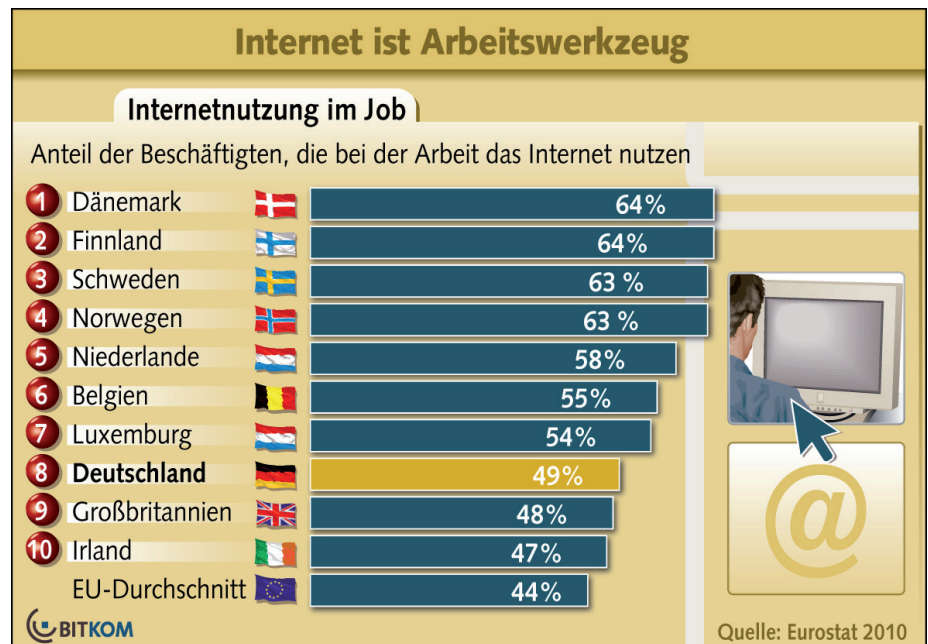 Internet ist Arbeitswerkzeug
Internetnutzung im Job
Anteil der Beschäftigten, die bei der Arbeit das Internet nutzen
1 Dänemark 64%
2 Finnland 64%
3 Schweden 63 %
4 Norwegen 63 %
5 Niederlande 58%
6 Belgien 55%
7 Luxemburg 54%
8 Deutschland 49%
9 Großbritannien 48%
10 Irland 47%
EU-Durchschnitt 44%
@
BITKOM
Quelle: Eurostat 2010